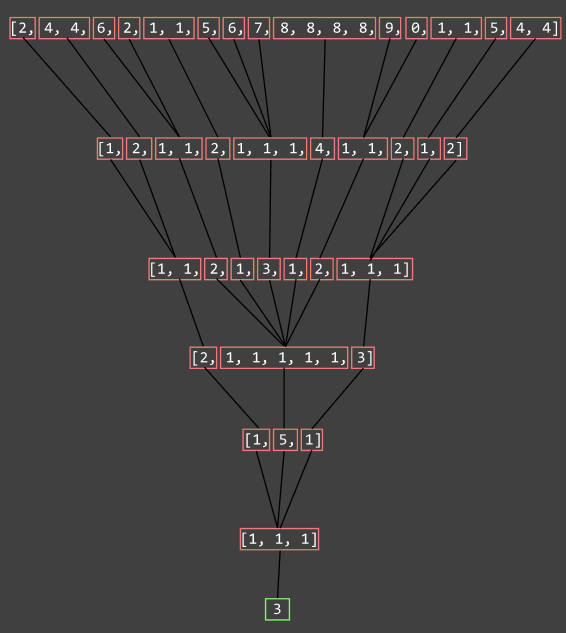 [2, 4, 4, 6, 2, 1, 1, 5, 6, 7, 8, 8, 8, 8, 9, 0, 1, 1, 5, 4, 4]
[1, 2, 1, 1, 2, 1, 1, 1, 4, 1, 1, 2, 1, 2]
[1, 1, 2, 1, 3, 1, 2, 1, 1, 1]
[2, 1, 1, 1, 1, 1, 3]
[1, 5, 1]
[1, 1, 1]
3